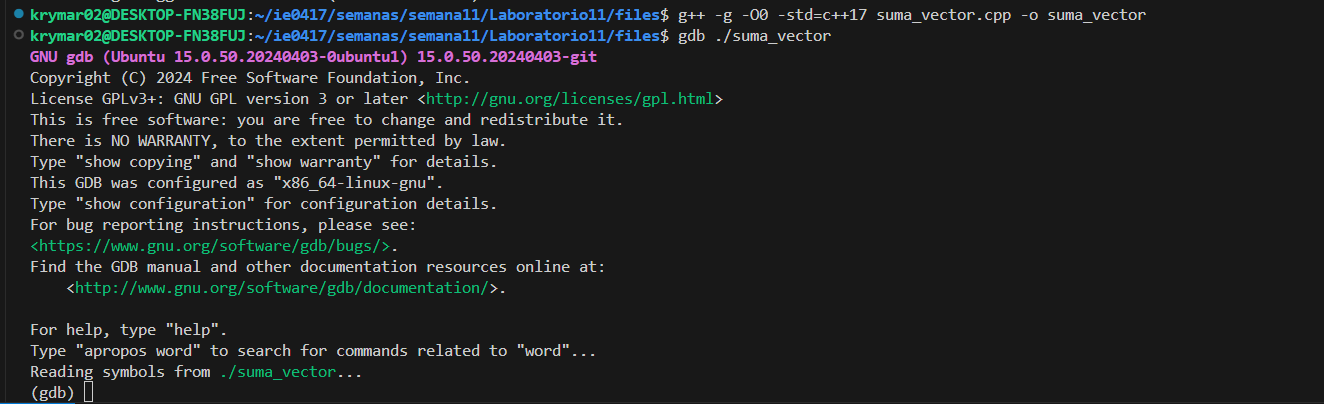 krymar02@DESKTOP-FN38FUJ:~/ie0417/semanas/semana11/Laboratorio11/files$ g++ -g -O0 -std=c++17 suma_vector.cpp -o suma_vector
krymar02@DESKTOP-FN38FUJ:~/ie0417/semanas/semana11/Laboratorio11/files$ gdb ./suma_vector
GNU gdb (Ubuntu 15.0.50.20240403-0ubuntu1) 15.0.50.20240403-git
Copyright (C) 2024 Free Software Foundation, Inc.
License GPLv3+: GNU GPL version 3 or later <http://gnu.org/licenses/gpl.html>
This is free software: you are free to change and redistribute it.
There is NO WARRANTY, to the extent permitted by law.
Type "show copying" and "show warranty" for details.
This GDB was configured as "x86_64-linux-gnu".
Type "show configuration" for configuration details.
For bug reporting instructions, please see:
<https://www.gnu.org/software/gdb/bugs/>.
Find the GDB manual and other documentation resources online at:
    <http://www.gnu.org/software/gdb/documentation/>.

For help, type "help".
Type "apropos word" to search for commands related to "word"...
Reading symbols from ./suma_vector...
(gdb)